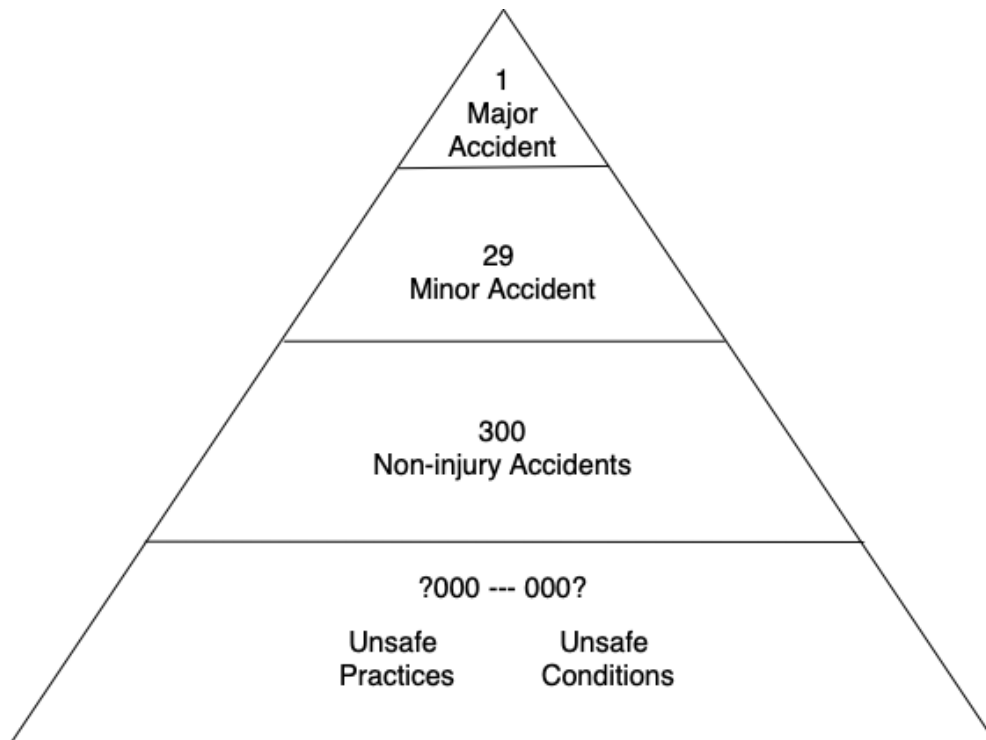 1
Major
Accident
29
Minor Accident
300
Non-injury Accidents
?000 --- 000?
Unsafe Practices
Unsafe Conditions